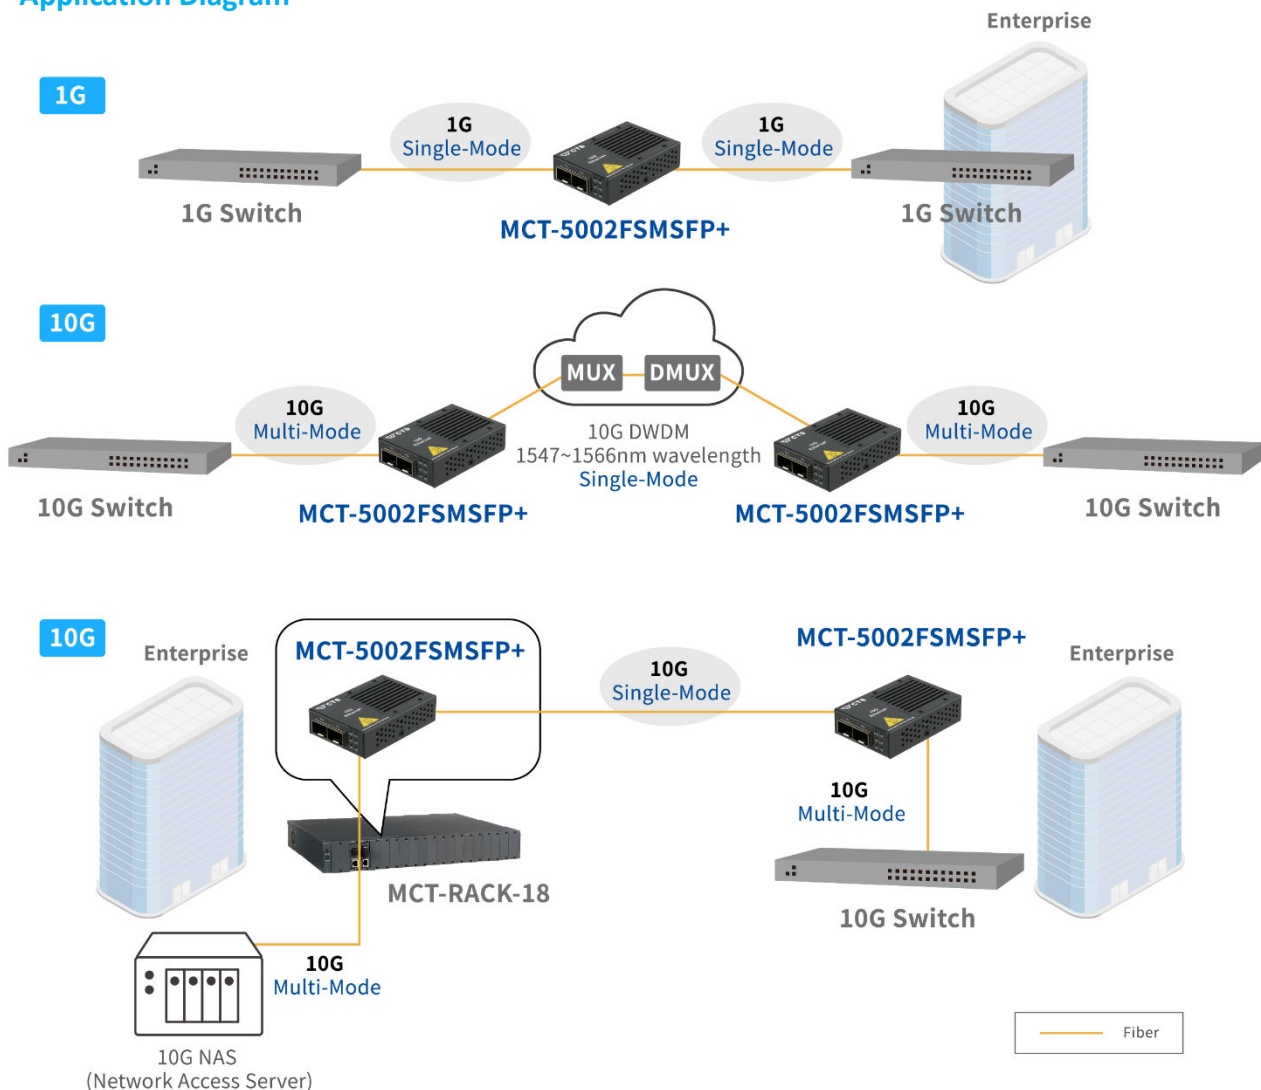 Application Diagram
Enterprise
1G
1G
Single-Mode
1G
Single-Mode
1G Switch
MCT-5002FSMSFP+
1G Switch
10G
MUX
DMUX
10G
Multi-Mode
10G
Multi-Mode
10G DWDM
1547~1566nm wavelength
Single-Mode
10G Switch
MCT-5002FSMSFP+
MCT-5002FSMSFP+
10G Switch
10G
Enterprise
MCT-5002FSMSFP+
10G
Single-Mode
MCT-5002FSMSFP+
Enterprise
10G
Multi-Mode
MCT-RACK-18
10G Switch
10G
Multi-Mode
10G NAS
(Network Access Server)
Fiber